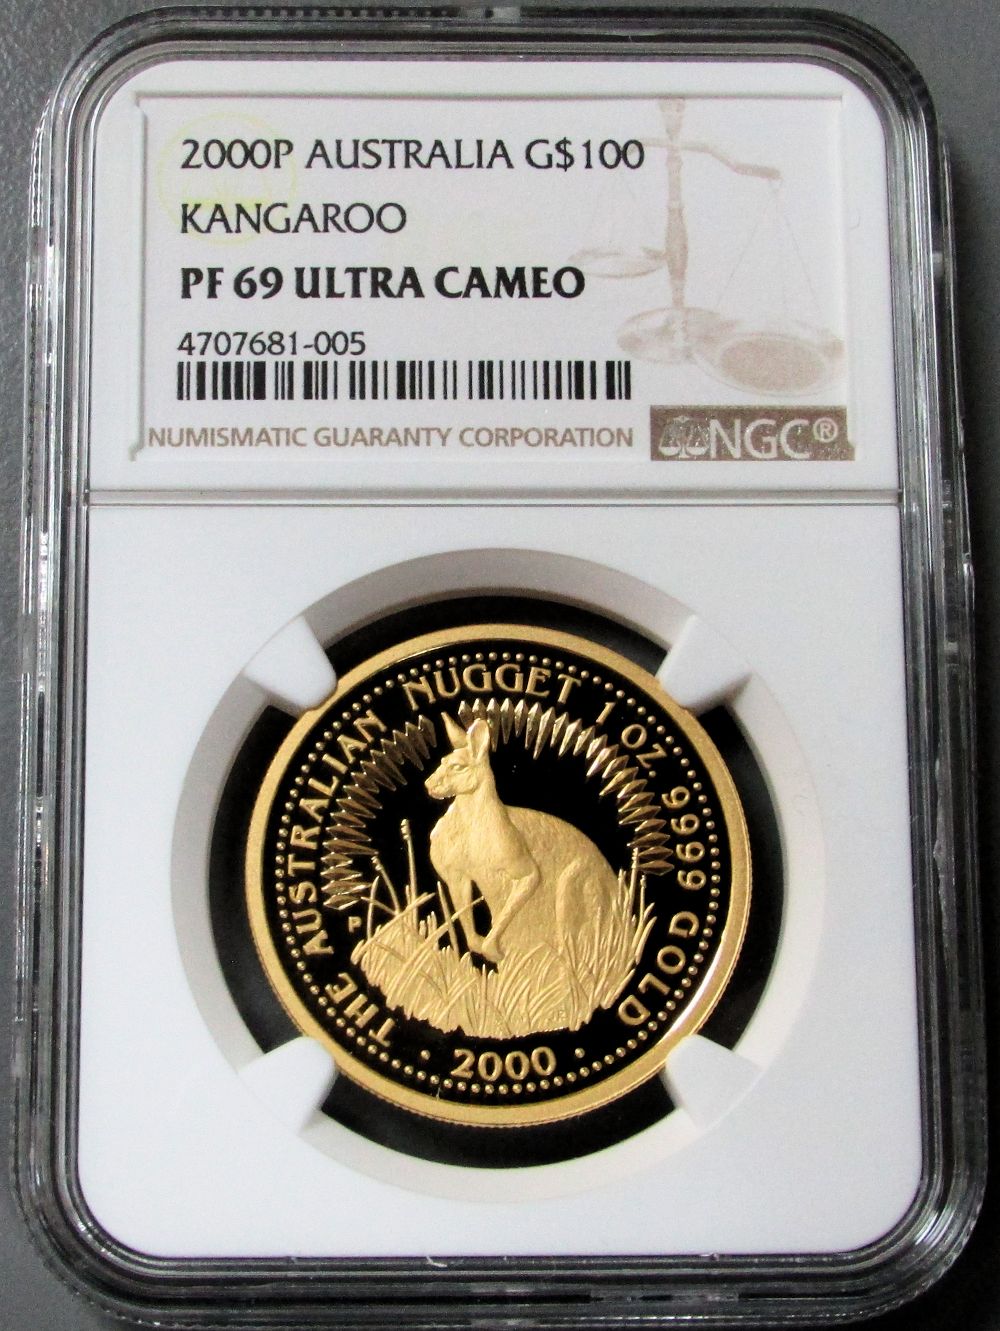 2000P AUSTRALIA G$100
KANGAROO
PF 69 ULTRA CAMEO
4707681-005
NUMISMATIC GUARANTY CORPORATION
NGC®
THE AUSTRALIAN NUGGET 1 OZ. 9999 GOLD
P
JR
· 2000 ·